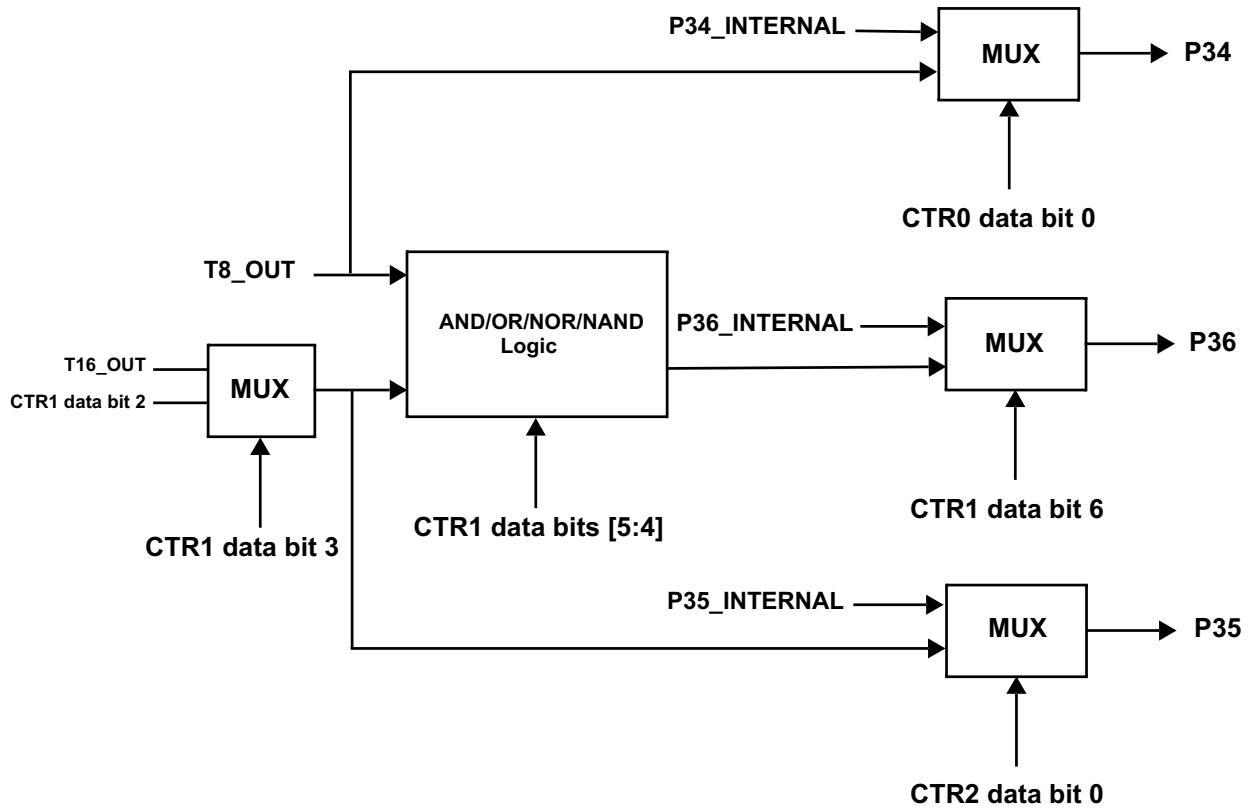 P34_INTERNAL
MUX
P34
CTR0 data bit 0
T8_OUT
AND/OR/NOR/NAND
Logic
P36_INTERNAL
MUX
P36
T16_OUT
CTR1 data bit 2
MUX
CTR1 data bit 3
CTR1 data bits [5:4]
CTR1 data bit 6
P35_INTERNAL
MUX
P35
CTR2 data bit 0